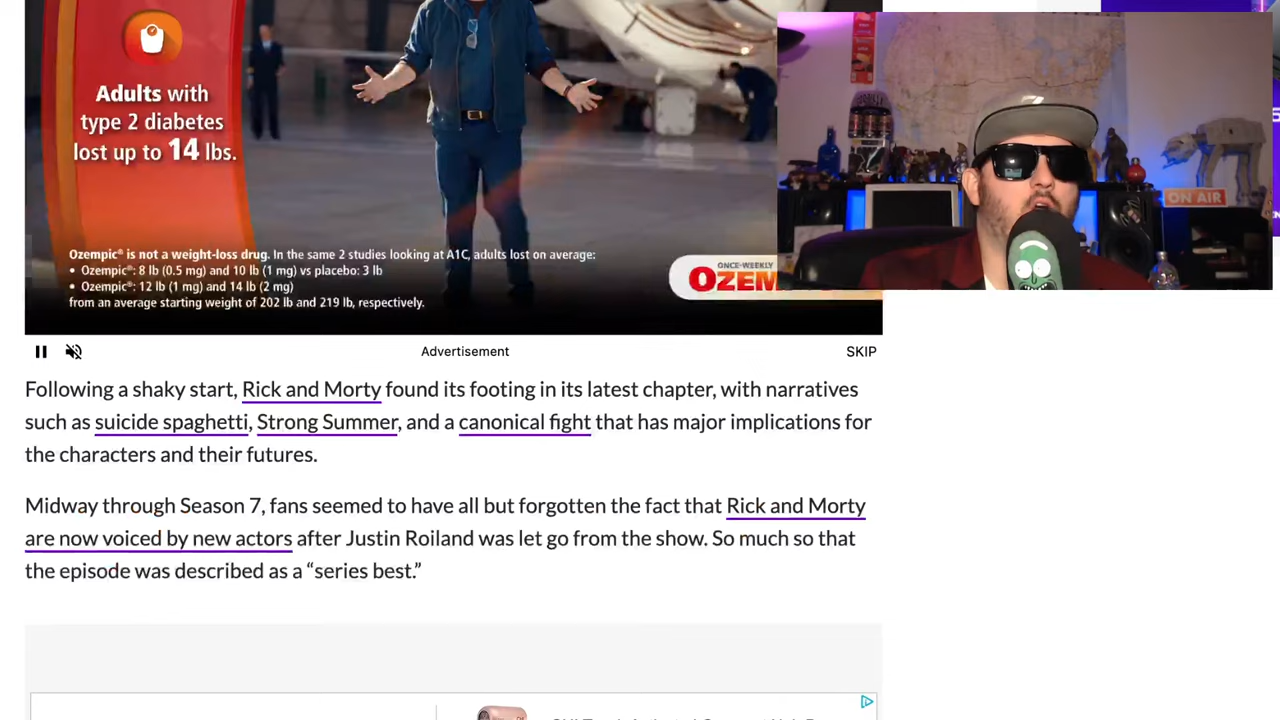 Adults with
type 2 diabetes
lost up to 14 lbs.
ON AIR
Ozempic® is not a weight-loss drug. In the same 2 studies looking at A1C, adults lost on average:
• Ozempic®: 8 lb (0.5 mg) and 10 lb (1 mg) vs placebo: 3 lb
• Ozempic®: 12 lb (1 mg) and 14 lb (2 mg)
from an average starting weight of 202 lb and 219 lb, respectively.
ONCE-WEEKLY
OZEM
Advertisement
SKIP
Following a shaky start, Rick and Morty found its footing in its latest chapter, with narratives
such as suicide spaghetti, Strong Summer, and a canonical fight that has major implications for
the characters and their futures.
Midway through Season 7, fans seemed to have all but forgotten the fact that Rick and Morty
are now voiced by new actors after Justin Roiland was let go from the show. So much so that
the episode was described as a “series best.”